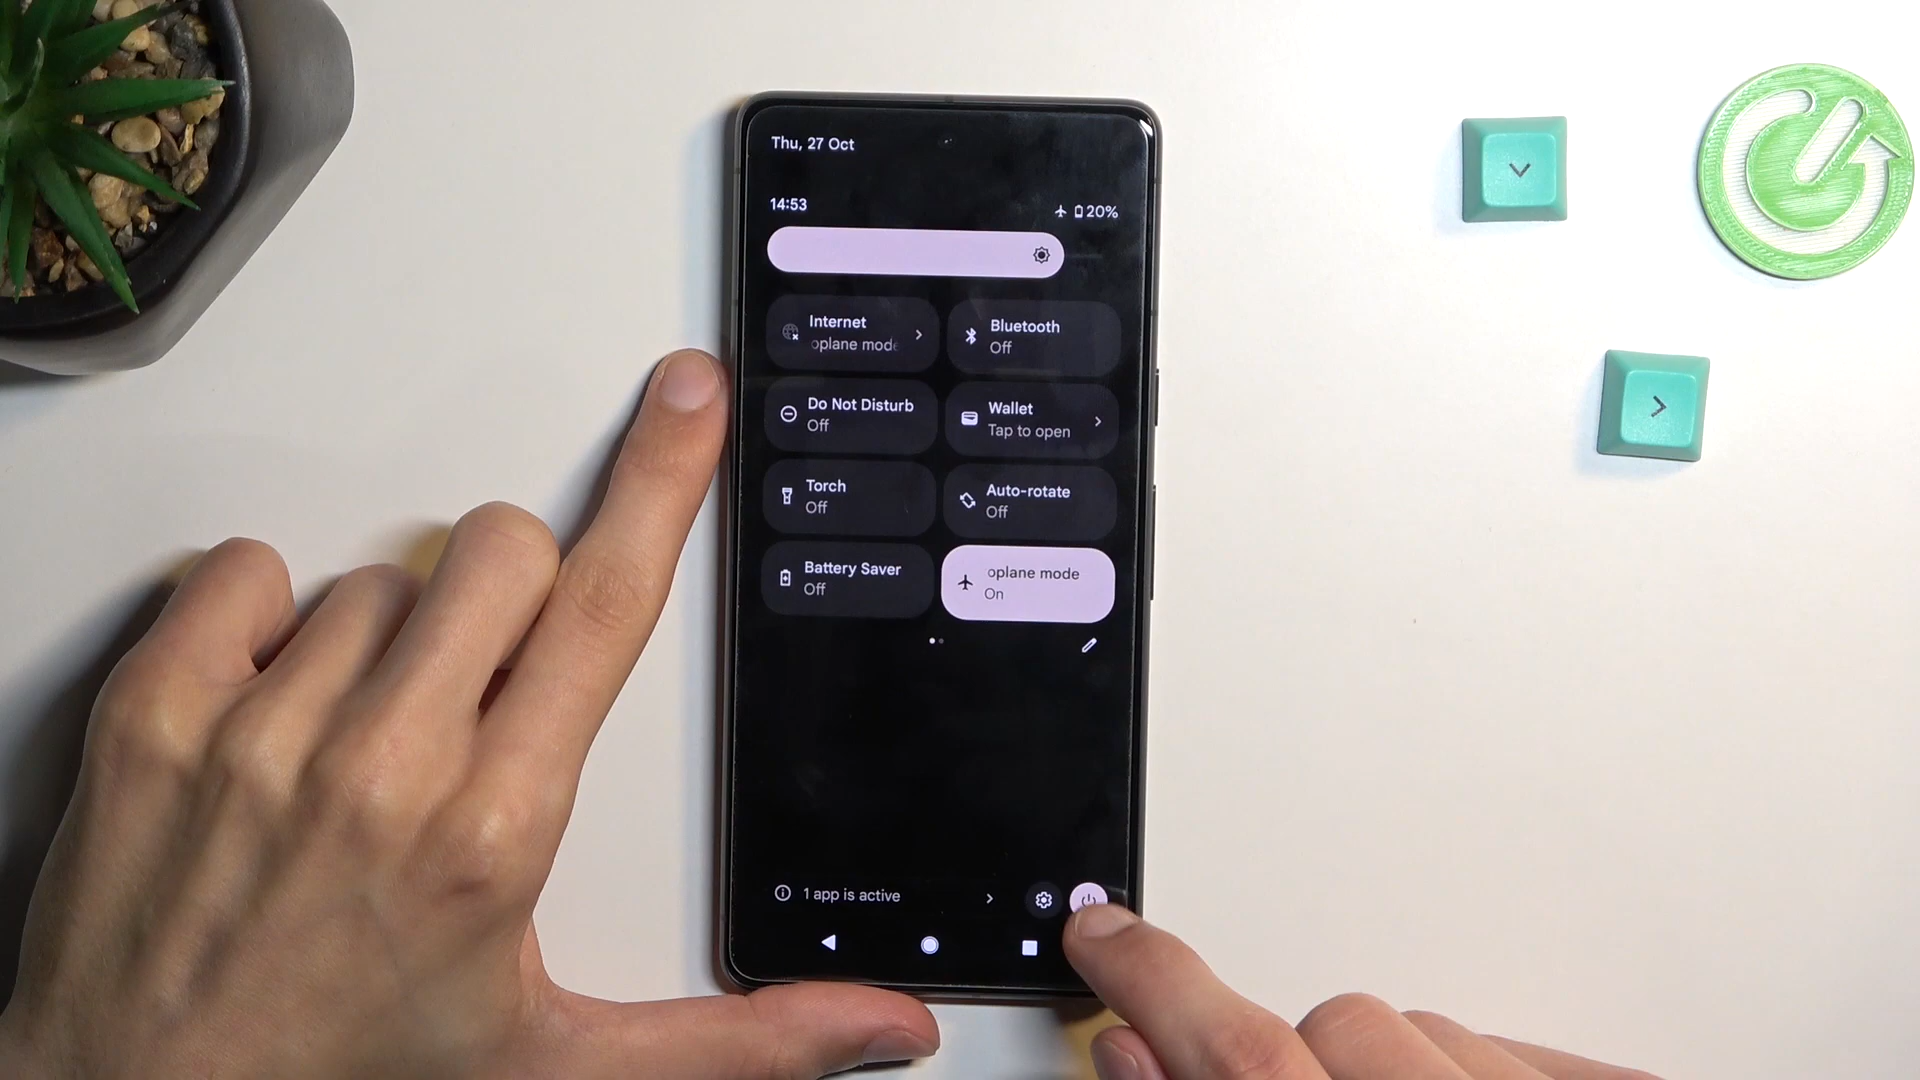 Thu, 27 Oct
14:53
20%
Internet
oplane mode
Bluetooth
Off
Do Not Disturb
Off
Wallet
Tap to open
Torch
Off
Auto-rotate
Off
Battery Saver
Off
oplane mode
On
1 app is active